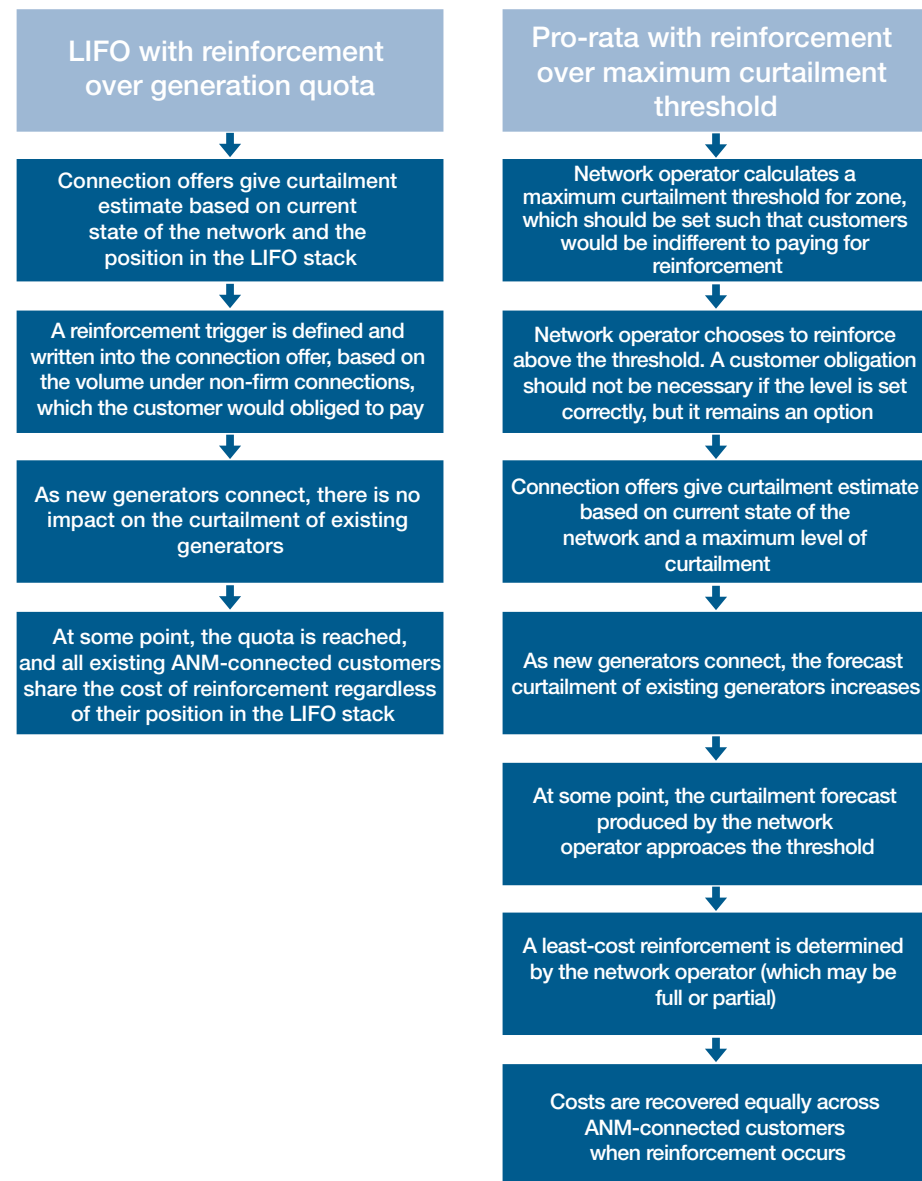 LIFO with reinforcement
over generation quota
Connection offers give curtailment
estimate based on current
state of the network and the
position in the LIFO stack
A reinforcement trigger is defined and
written into the connection offer, based on
the volume under non-firm connections,
which the customer would obliged to pay
As new generators connect, there is no
impact on the curtailment of existing
generators
At some point, the quota is reached,
and all existing ANM-connected customers
share the cost of reinforcement regardless
of their position in the LIFO stack
Pro-rata with reinforcement
over maximum curtailment
threshold
Network operator calculates a
maximum curtailment threshold for zone,
which should be set such that customers
would be indifferent to paying for
reinforcement
Network operator chooses to reinforce
above the threshold. A customer obligation
should not be necessary if the level is set
correctly, but it remains an option
Connection offers give curtailment estimate
based on current state of the
network and a maximum level of
curtailment
As new generators connect, the forecast
curtailment of existing generators increases
At some point, the curtailment forecast
produced by the network
operator approaces the threshold
A least-cost reinforcement is determined
by the network operator (which may be
full or partial)
Costs are recovered equally across
ANM-connected customers
when reinforcement occurs